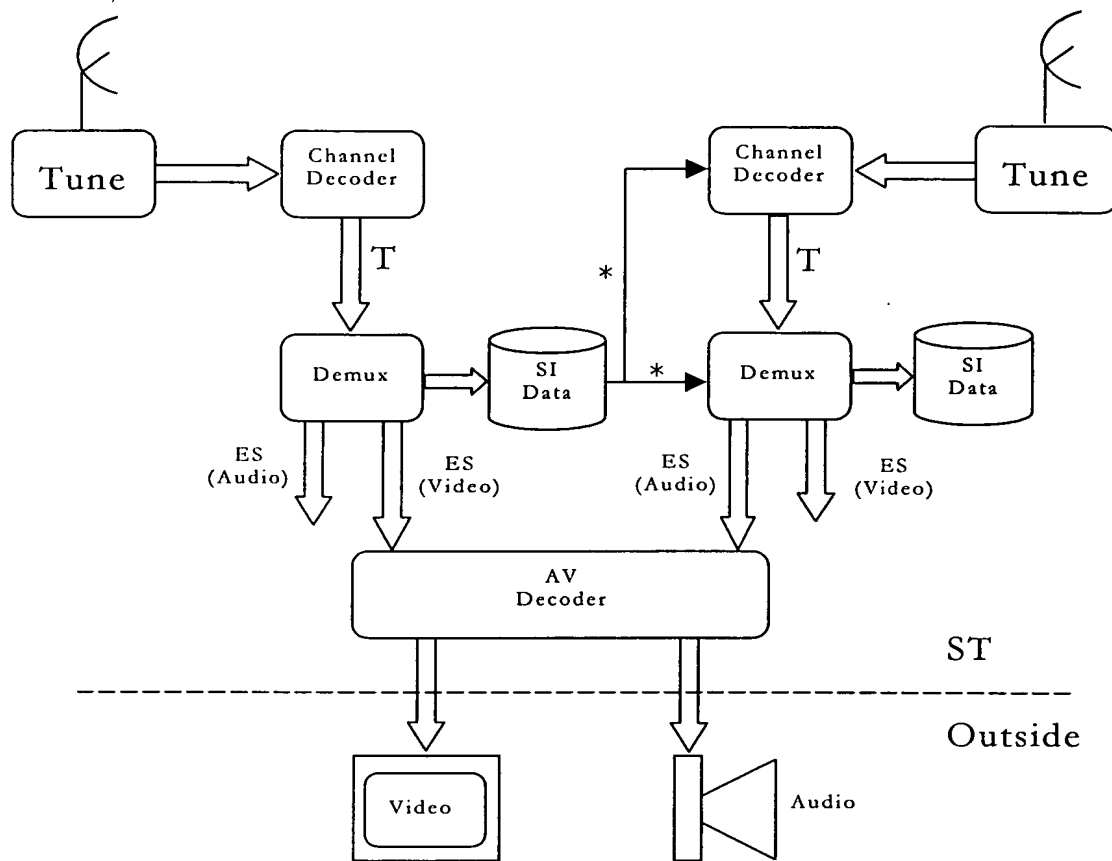 Tune
Channel
Decoder
Channel
Decoder
Tune
T
*
T
Demux
SI
Data
*
Demux
SI
Data
ES
(Audio)
ES
(Video)
ES
(Audio)
ES
(Video)
AV
Decoder
ST
Outside
Video
Audio